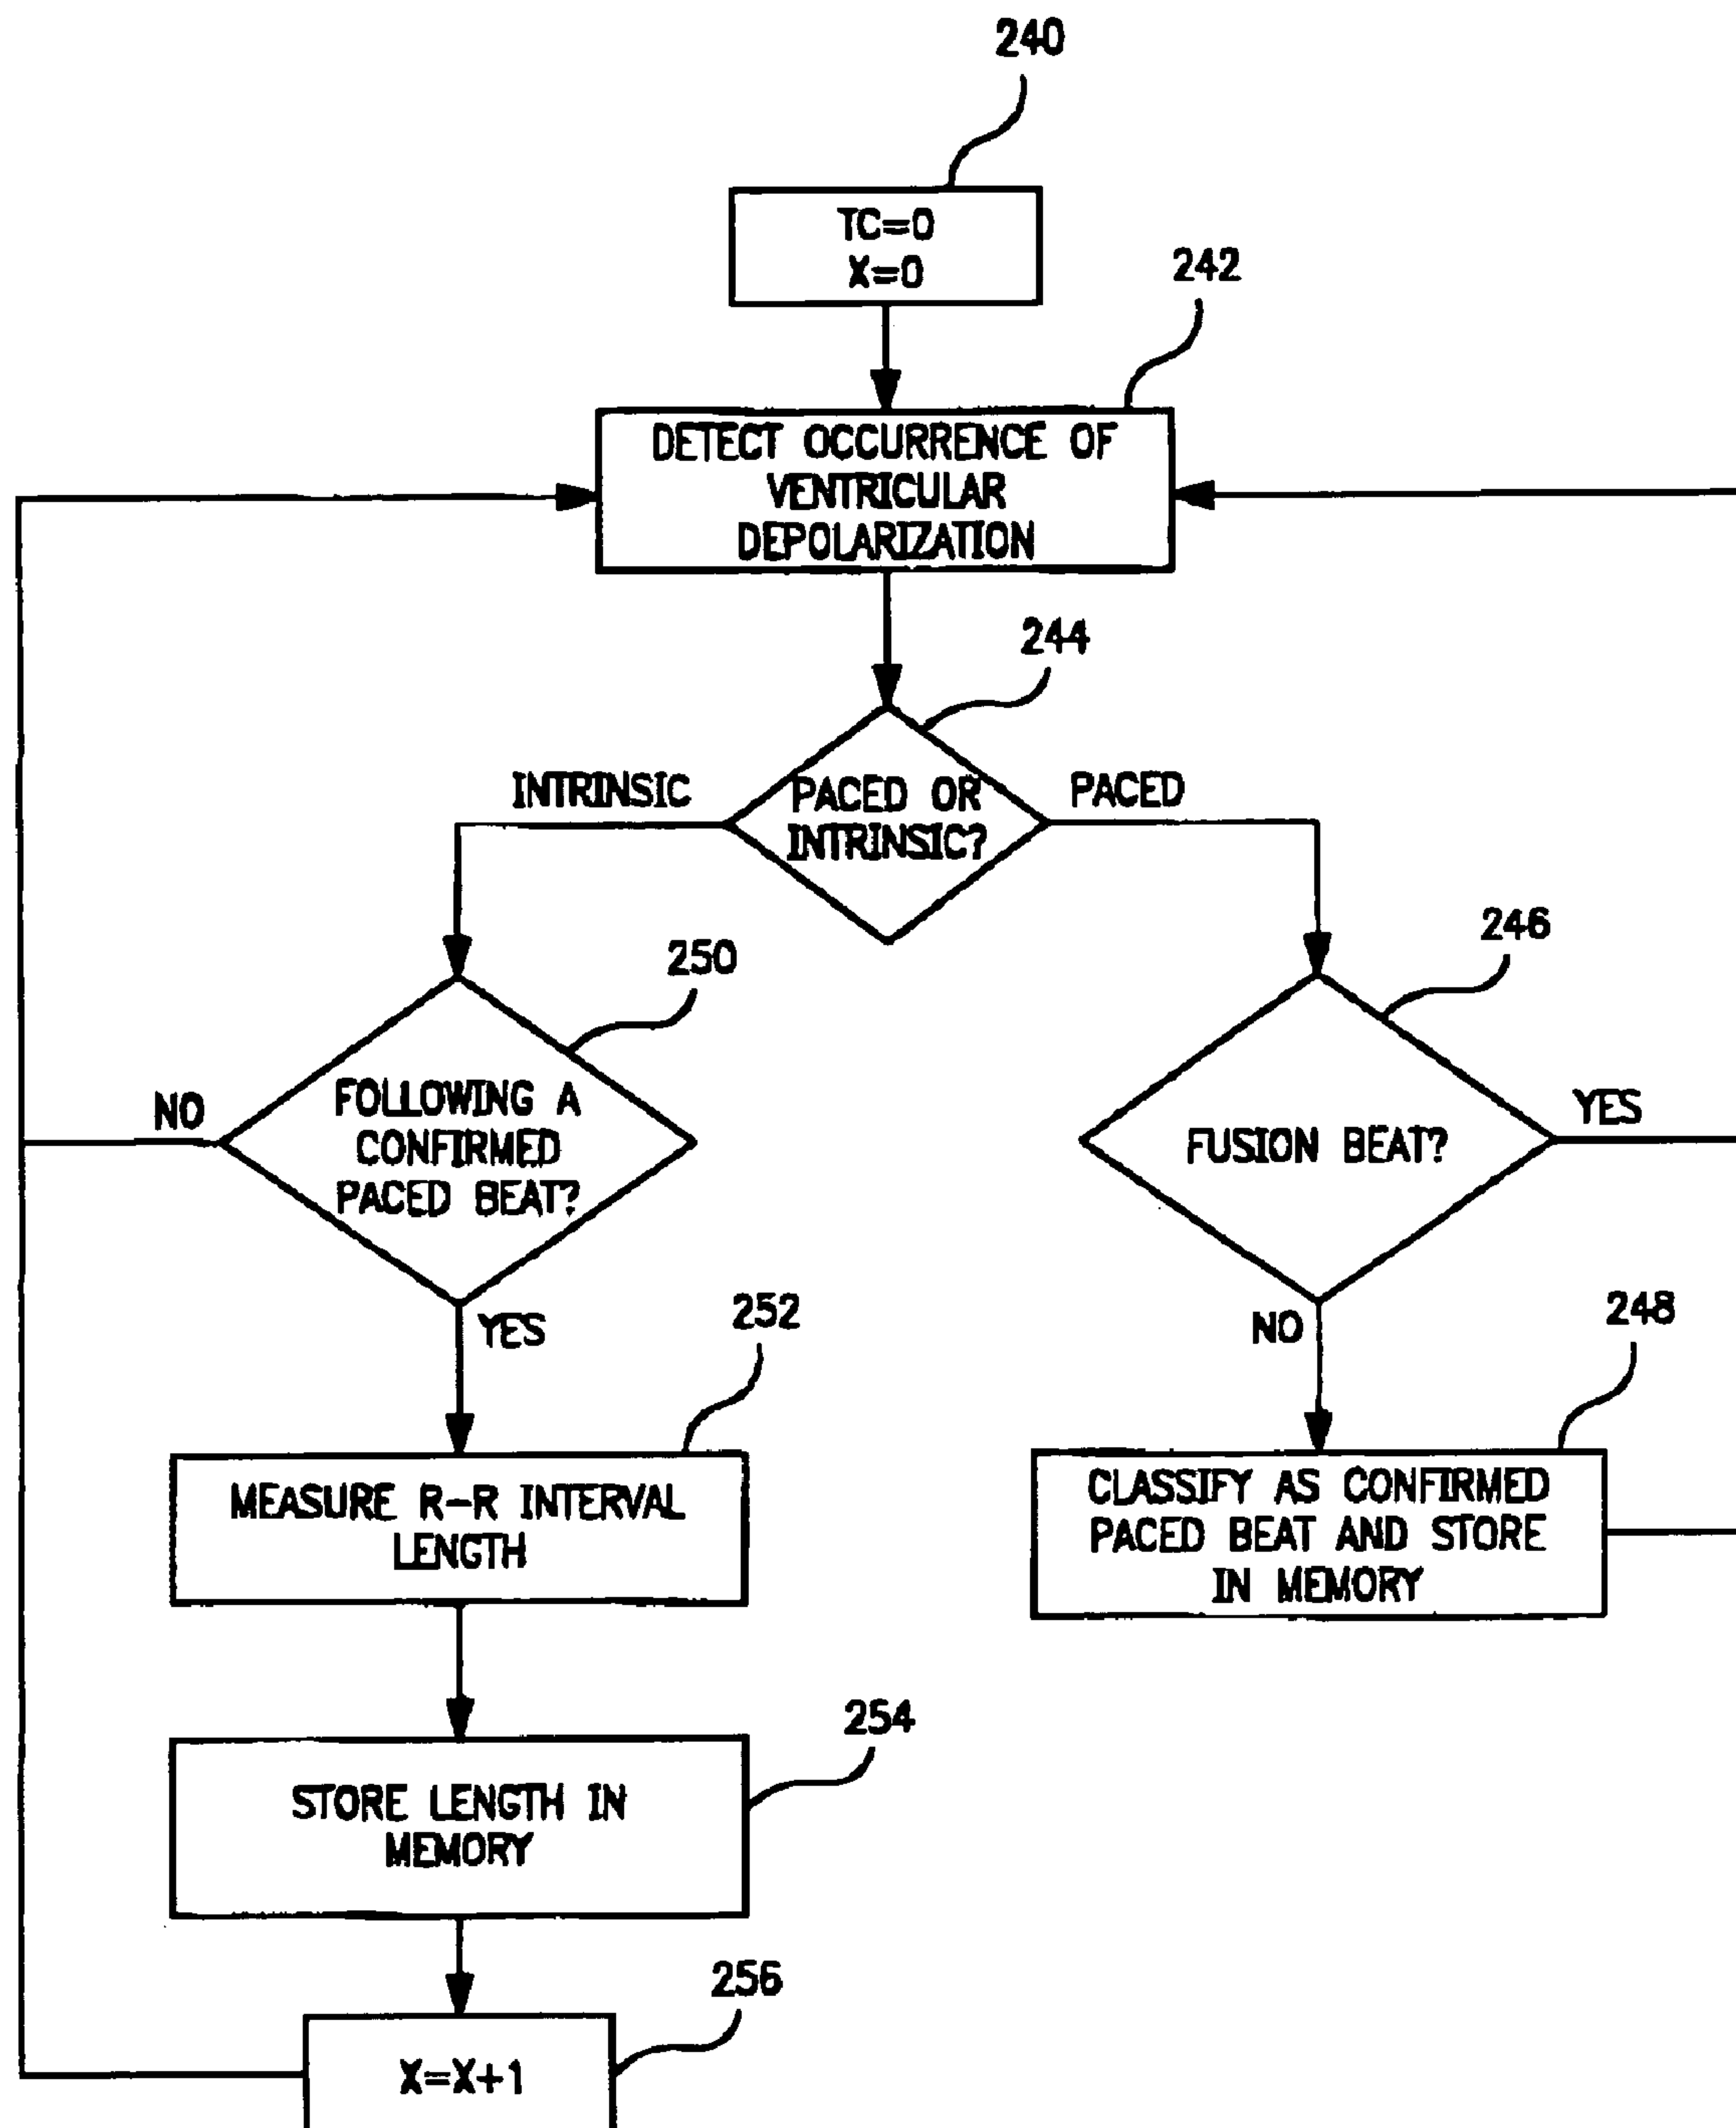 240
TC=0
X=0
242
DETECT OCCURRENCE OF
VENTRICULAR
DEPOLARIZATION
244
INTRINSIC
PACED OR
INTRINSIC?
PACED
246
250
FOLLOWING A
CONFIRMED
PACED BEAT?
NO
YES
FUSION BEAT?
YES
NO
252
MEASURE R-R INTERVAL
LENGTH
248
CLASSIFY AS CONFIRMED
PACED BEAT AND STORE
IN MEMORY
254
STORE LENGTH IN
MEMORY
256
X=X+1